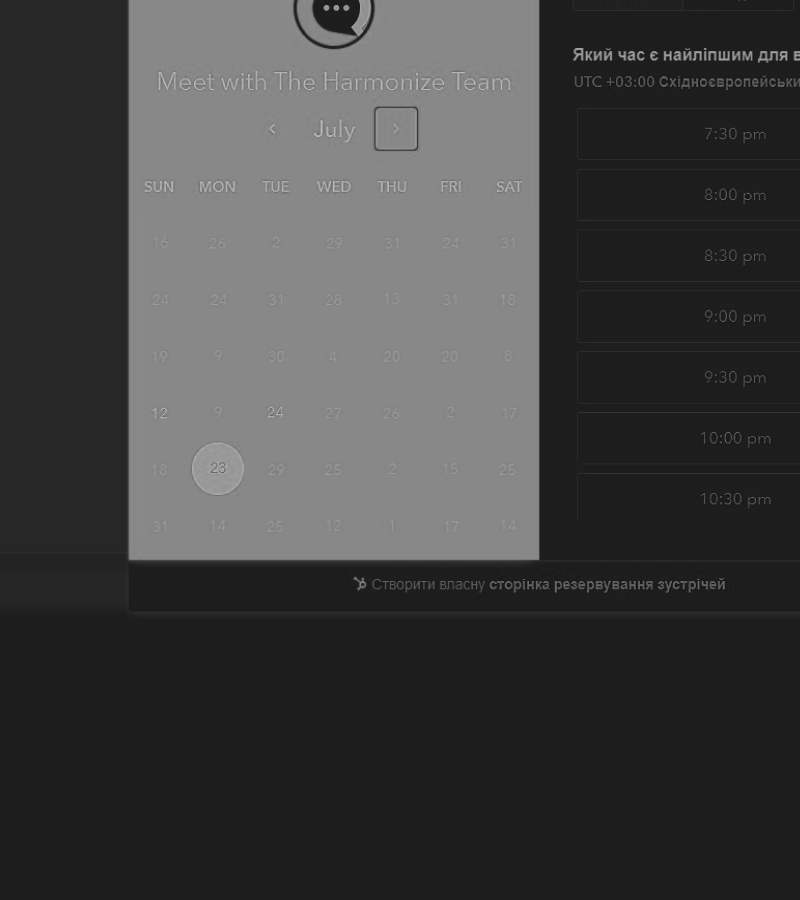 Meet with The Harmonize Team
July
SUN MON TUE WED THU FRI SAT
16 26 2 29 31 24 31
24 24 31 28 13 31 18
19 9 30 4 20 20 8
12 9 24 27 26 2 17
18 23 29 25 2 15 25
31 14 25 12 1 17 14
Який час є найліпшим для в
UTC +03:00 Східноєвропейськи
7:30 pm
8:00 pm
8:30 pm
9:00 pm
9:30 pm
10:00 pm
10:30 pm
Створити власну сторінка резервування зустрічей